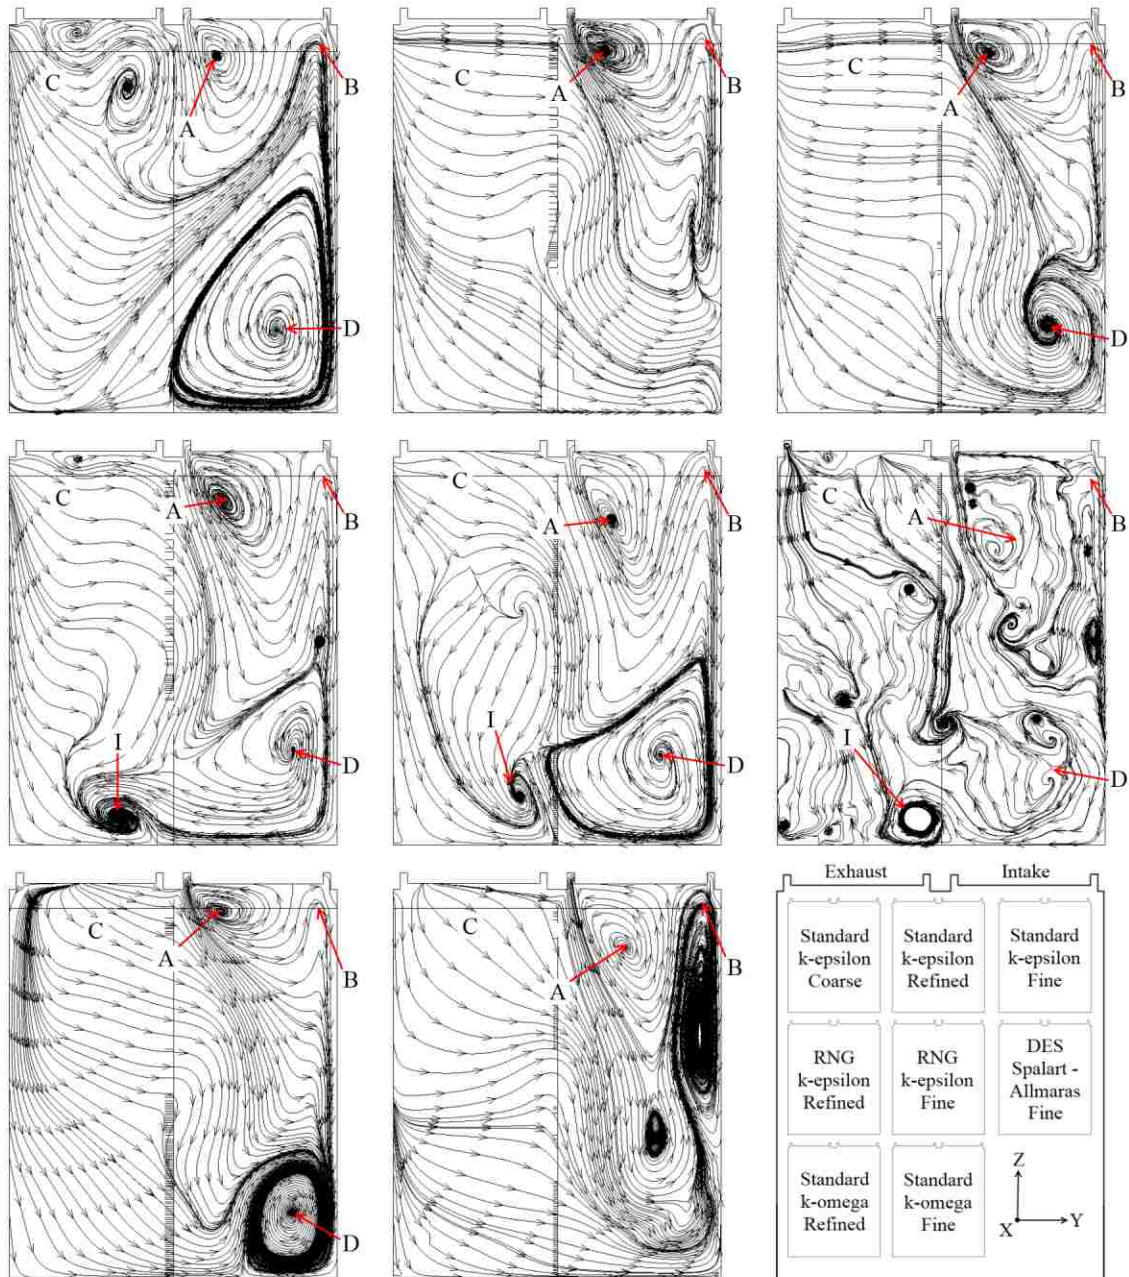 C
A
B
D
C
A
B
C
A
B
D
C
A
B
I
D
C
A
B
I
D
C
A
B
I
D
C
A
B
D
C
A
B
Exhaust Intake
Standard
k-epsilon
Coarse
Standard
k-epsilon
Refined
Standard
k-epsilon
Fine
RNG
k-epsilon
Refined
RNG
k-epsilon
Fine
DES
Spalart -
Allmaras
Fine
Standard
k-omega
Refined
Standard
k-omega
Fine
Z
X
Y